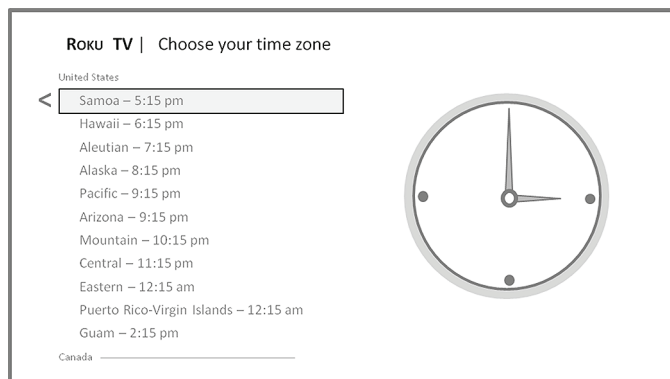 ROKU TV | Choose your time zone
United States
<
Samoa – 5:15 pm
Hawaii – 6:15 pm
Aleutian – 7:15 pm
Alaska – 8:15 pm
Pacific – 9:15 pm
Arizona – 9:15 pm
Mountain – 10:15 pm
Central – 11:15 pm
Eastern – 12:15 am
Puerto Rico-Virgin Islands – 12:15 am
Guam – 2:15 pm
Canada